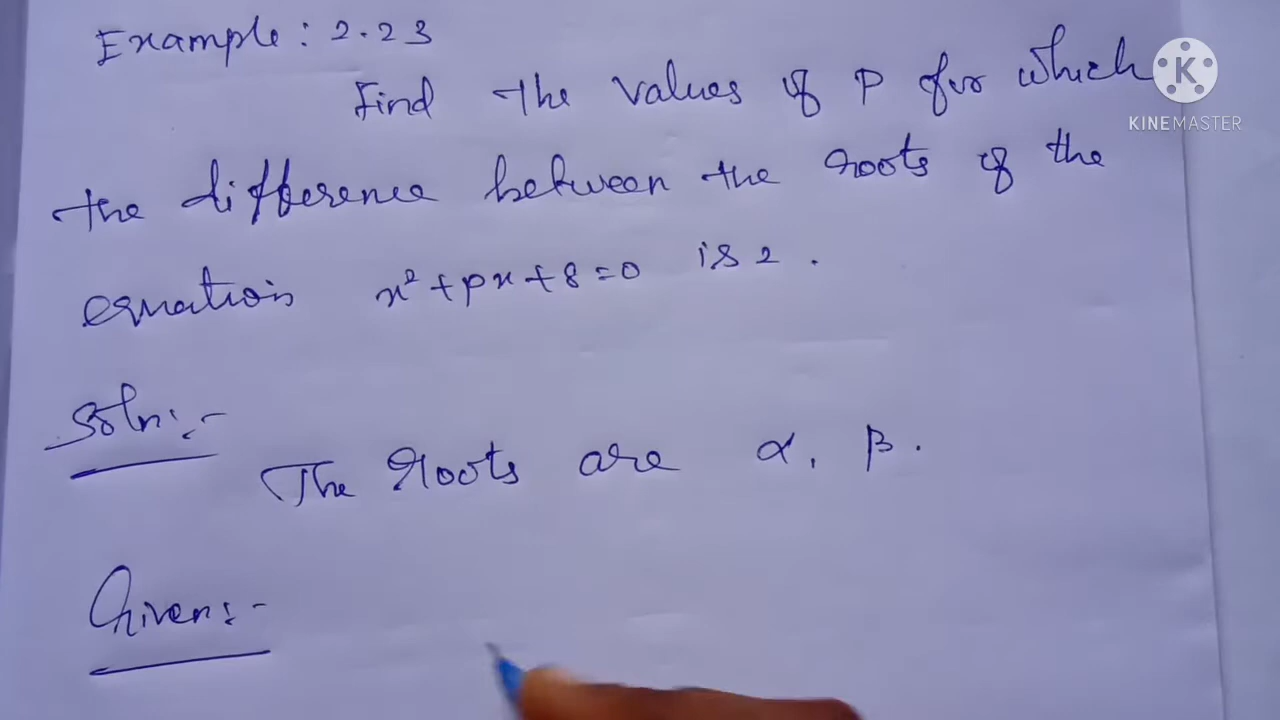 Example: 2.23
Find the values of P for which
the difference between the roots of the
equation x²+px+8=0 is 2.
Soln:-
The roots are α, β.
Given:-
K
KINEMASTER